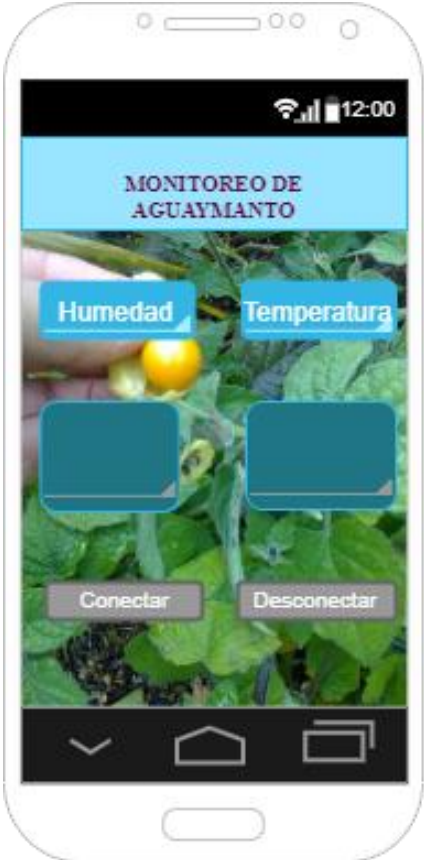 12:00
MONITOREO DE
AGUAYMANTO
Humedad Temperatura
Conectar Desconectar